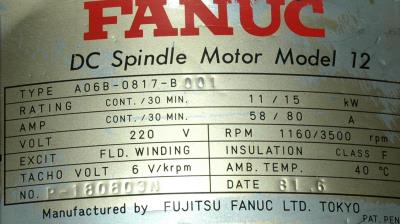 FANUC
DC Spindle Motor Model 12
TYPE A06B-0817-B001
RATING CONT./30 MIN. 11/15 kW
AMP CONT./30 MIN. 58/80 A
VOLT 220 V RPM 1160/3500 rpm
EXCIT FLD. WINDING INSULATION CLASS F
TACHO VOLT 6 V/krpm AMB. TEMP. 40 °C
NO. DATE 81.6
Manufactured by FUJITSU FANUC LTD. TOKYO
PAT. PEN